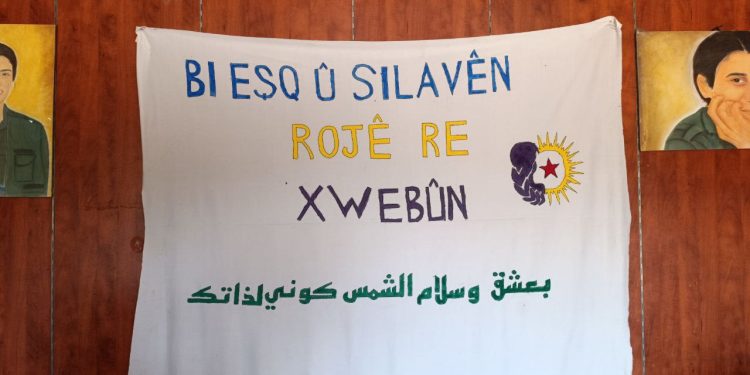 BI EŞQ Û SILAVÊN
ROJÊ RE
XWEBÛN
بعشق وسلام الشمس كوني لذاتك